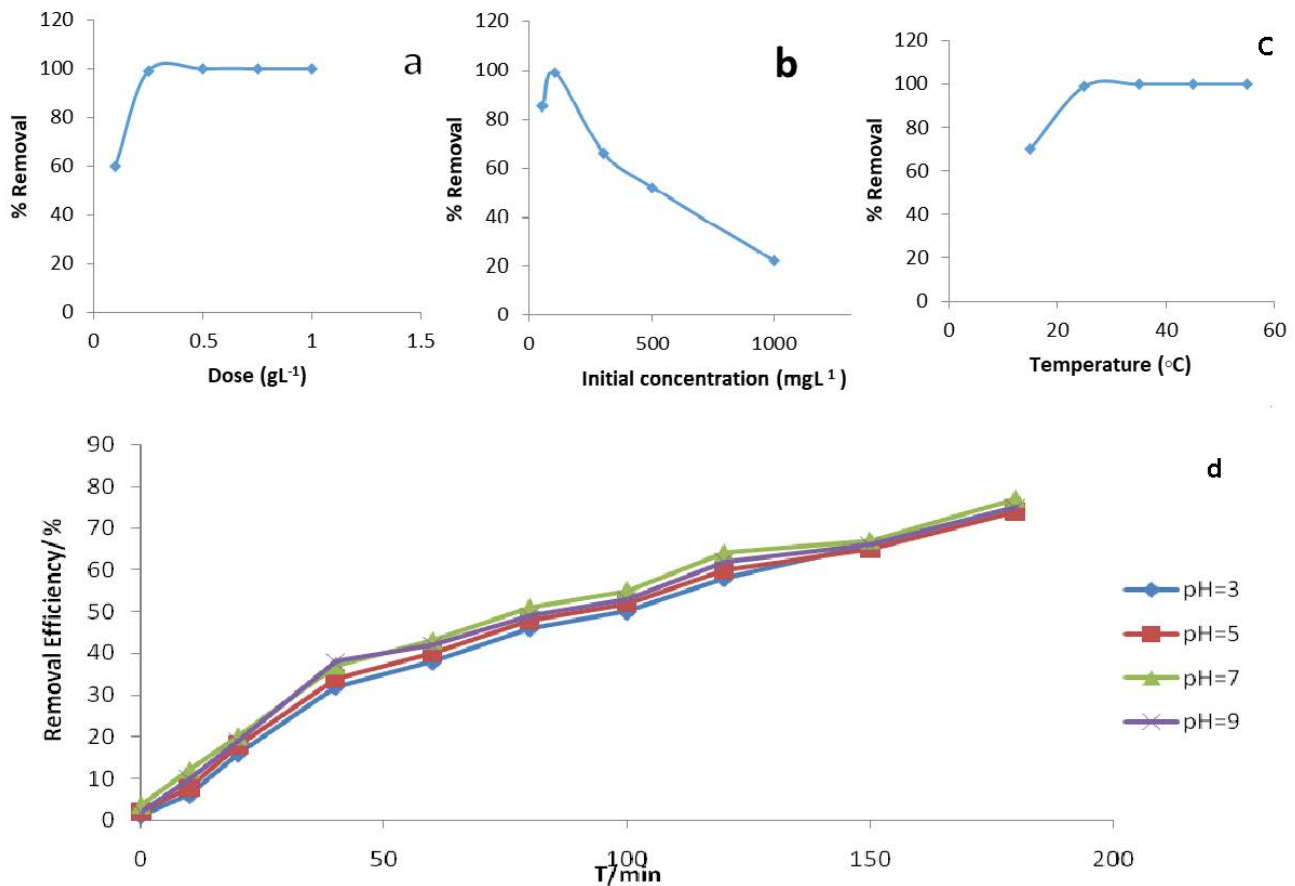 a
% Removal
120
100
80
60
40
20
0
0 0.5 1 1.5
Dose (gL-1)
b
% Removal
120
100
80
60
40
20
0
0 500 1000
Initial concentration (mgL 1 )
c
% Removal
120
100
80
60
40
20
0
0 20 40 60
Temperature (◦C)
d
Removal Efficiency/ %
90
80
70
60
50
40
30
20
10
0
0 50 100 150 200
T/min
pH=3
pH=5
pH=7
pH=9